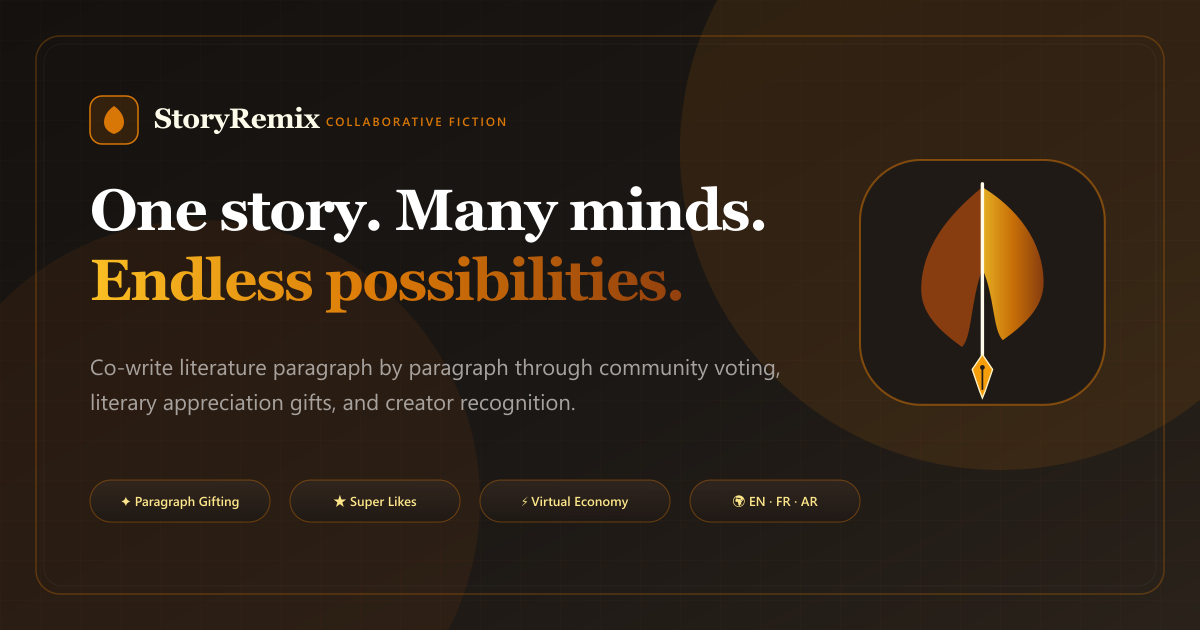 StoryRemix COLLABORATIVE FICTION
One story. Many minds.
Endless possibilities.
Co-write literature paragraph by paragraph through community voting,
literary appreciation gifts, and creator recognition.
✦ Paragraph Gifting
★ Super Likes
⚡ Virtual Economy
🌍 EN · FR · AR